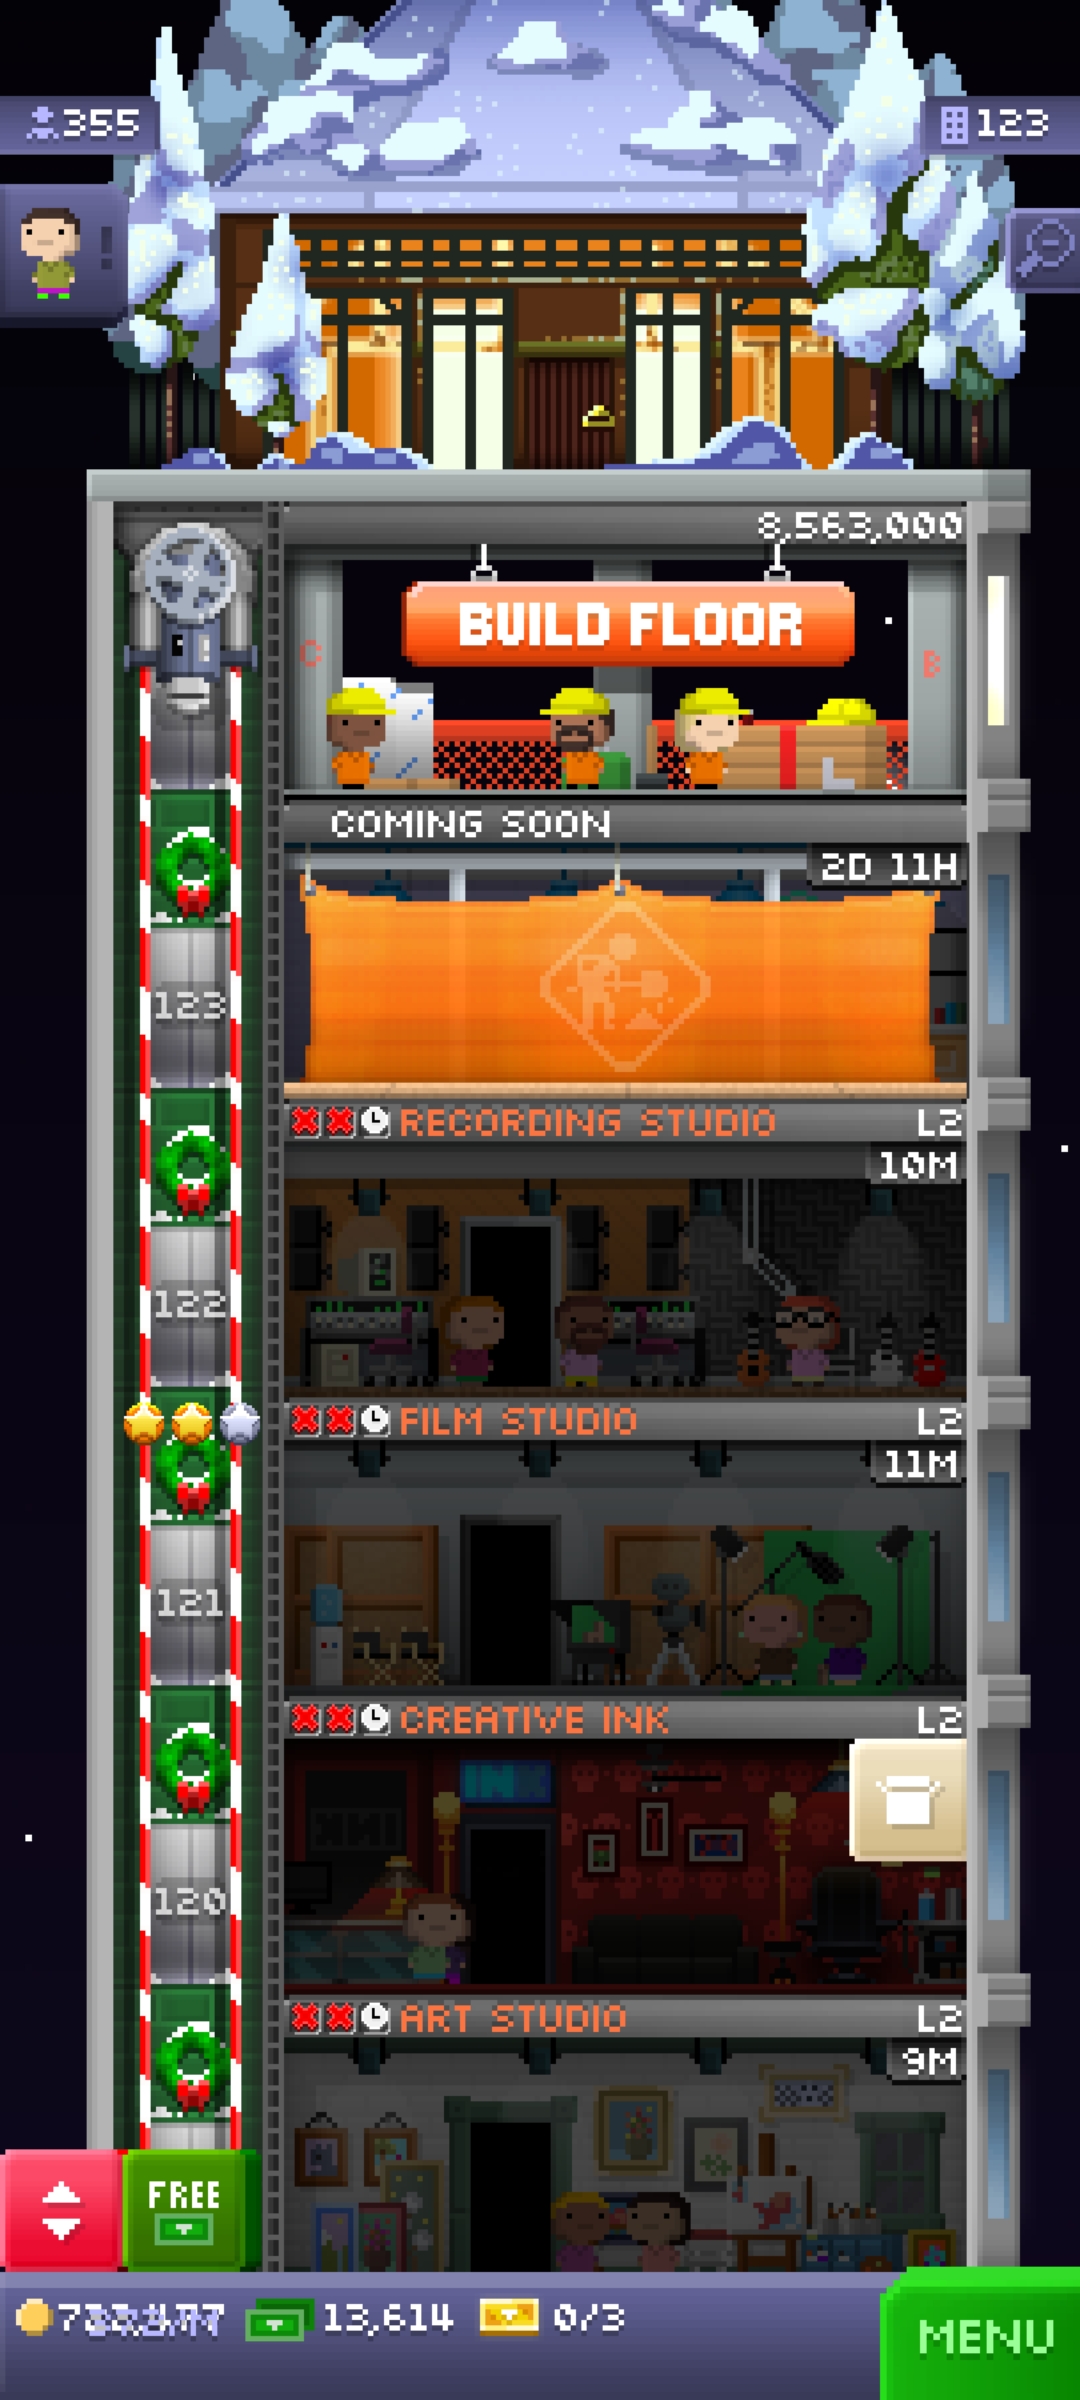 355
123
8,563,000
BUILD FLOOR
C
B
COMING SOON
2D 11H
123
RECORDING STUDIO L2
10M
122
FILM STUDIO L2
11M
121
CREATIVE INK L2
INK
120
ART STUDIO L2
9M
FREE
13,614
0/3
MENU